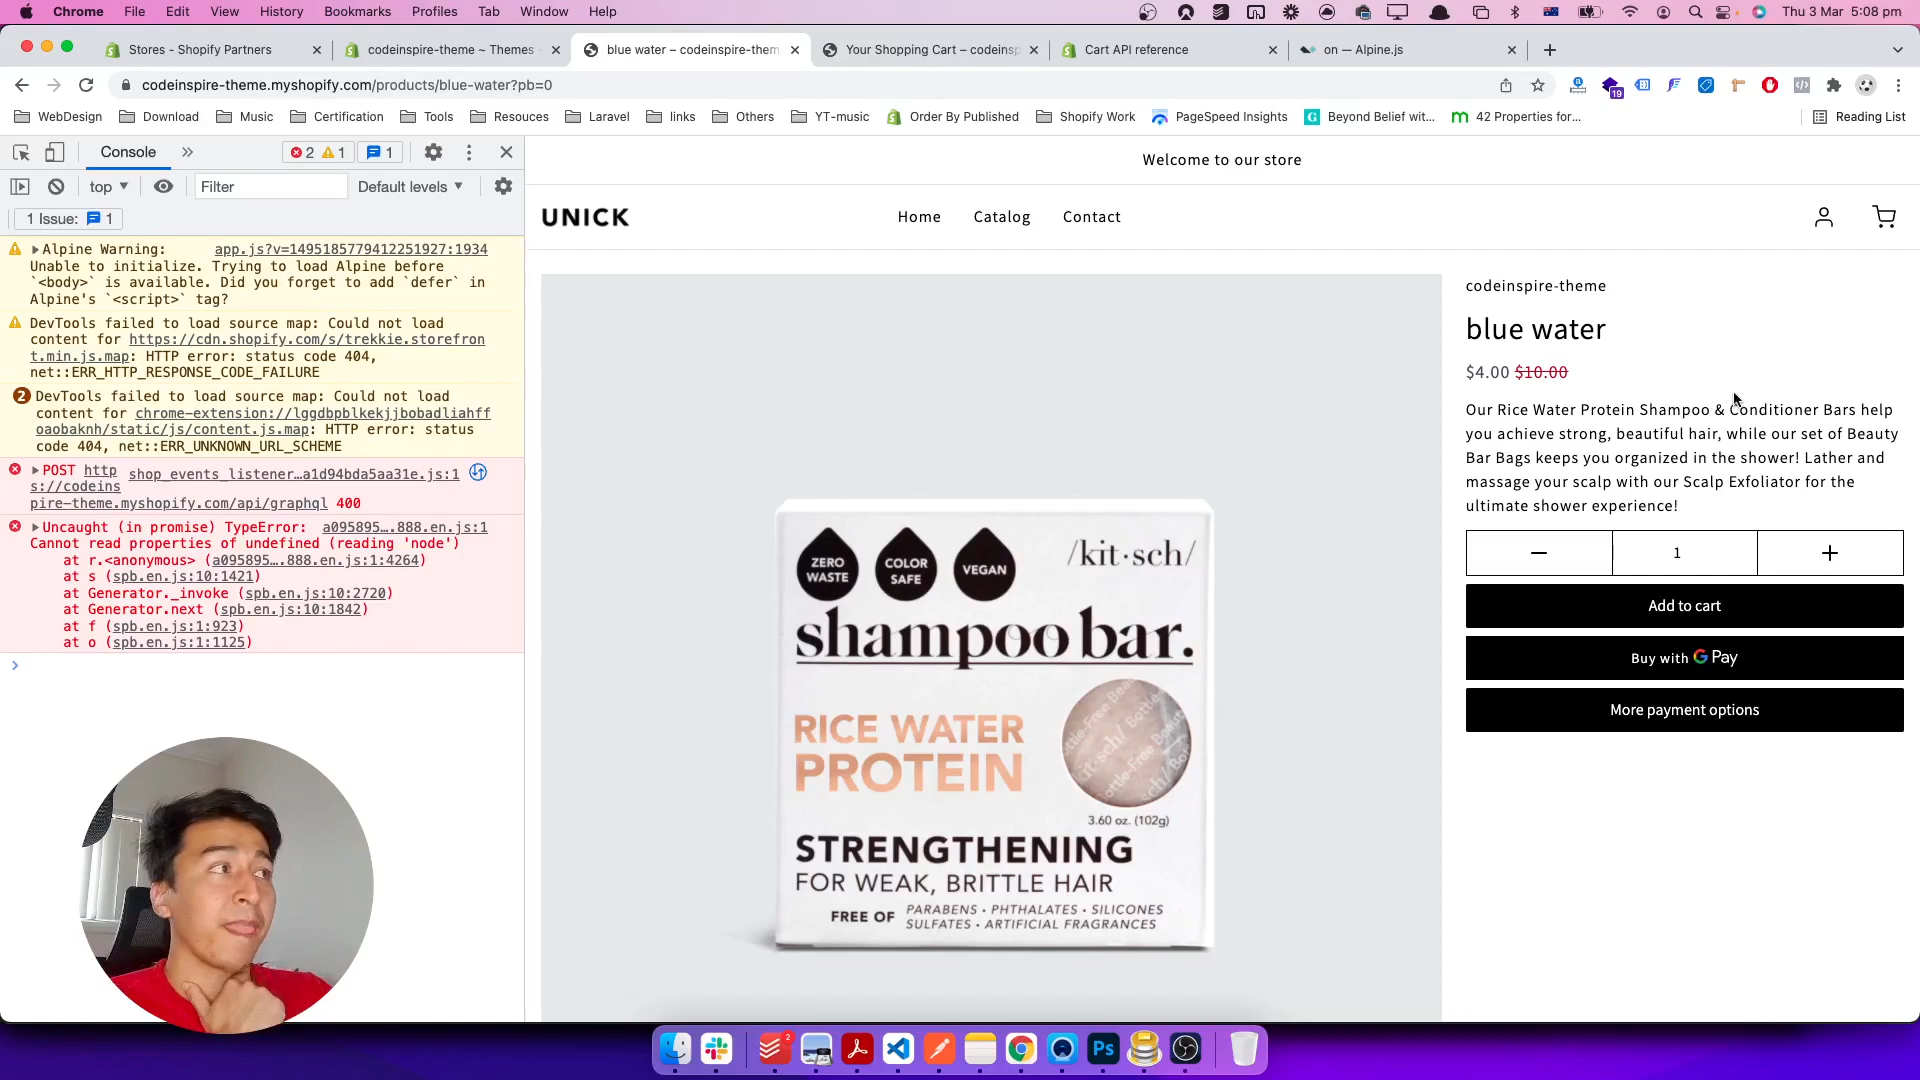 Chrome File Edit View History Bookmarks Profiles Tab Window Help Thu 3 Mar 5:08 pm
Stores - Shopify Partners codeinspire-theme ~ Themes - blue water – codeinspire-them Your Shopping Cart – codeinsp Cart API reference on — Alpine.js
codeinspire-theme.myshopify.com/products/blue-water?pb=0 19
WebDesign Download Music Certification Tools Resouces Laravel links Others YT-music Order By Published Shopify Work PageSpeed Insights Beyond Belief wit... 42 Properties for... Reading List
Console 2 1 1
top Filter Default levels
1 Issue: 1
Alpine Warning: app.js?v=1495185779412251927:1934
Unable to initialize. Trying to load Alpine before
`<body>` is available. Did you forget to add `defer` in
Alpine's `<script>` tag?
DevTools failed to load source map: Could not load
content for https://cdn.shopify.com/s/trekkie.storefron
t.min.js.map: HTTP error: status code 404,
net::ERR_HTTP_RESPONSE_CODE_FAILURE
2 DevTools failed to load source map: Could not load
content for chrome-extension://lggdbpblkekjjbobadliahff
oaobaknh/static/js/content.js.map: HTTP error: status
code 404, net::ERR_UNKNOWN_URL_SCHEME
POST http shop_events_listener…a1d94bda5aa31e.js:1
s://codeins
pire-theme.myshopify.com/api/graphql 400
Uncaught (in promise) TypeError: a095895….888.en.js:1
Cannot read properties of undefined (reading 'node')
at r.<anonymous> (a095895….888.en.js:1:4264)
at s (spb.en.js:10:1421)
at Generator._invoke (spb.en.js:10:2720)
at Generator.next (spb.en.js:10:1842)
at f (spb.en.js:1:923)
at o (spb.en.js:1:1125)
Welcome to our store
UNICK Home Catalog Contact
ZERO WASTE
COLOR SAFE
VEGAN
/kit·sch/
shampoo bar.
RICE WATER
PROTEIN
3.60 oz. (102g)
STRENGTHENING
FOR WEAK, BRITTLE HAIR
FREE OF PARABENS • PHTHALATES • SILICONES
SULFATES • ARTIFICIAL FRAGRANCES
codeinspire-theme
blue water
$4.00 $10.00
Our Rice Water Protein Shampoo & Conditioner Bars help
you achieve strong, beautiful hair, while our set of Beauty
Bar Bags keeps you organized in the shower! Lather and
massage your scalp with our Scalp Exfoliator for the
ultimate shower experience!
− 1 +
Add to cart
Buy with G Pay
More payment options
2
Ps